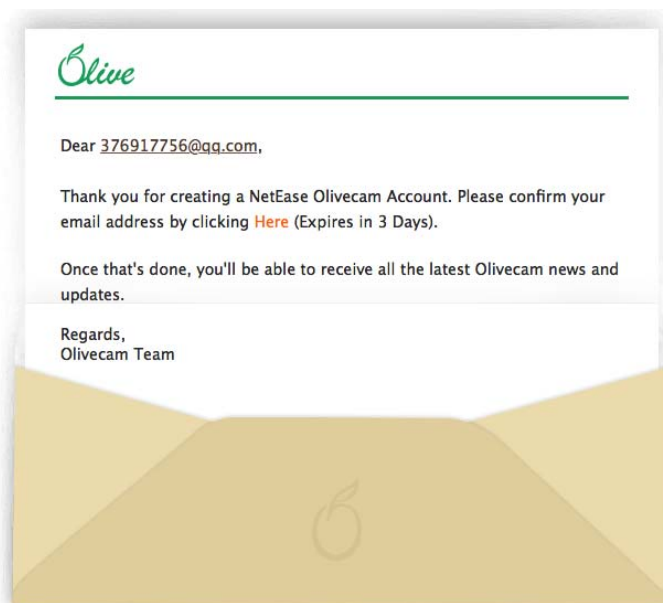 Olive
Dear 376917756@qq.com,
Thank you for creating a NetEase Olivecam Account. Please confirm your
email address by clicking Here (Expires in 3 Days).
Once that's done, you'll be able to receive all the latest Olivecam news and
updates.
Regards,
Olivecam Team